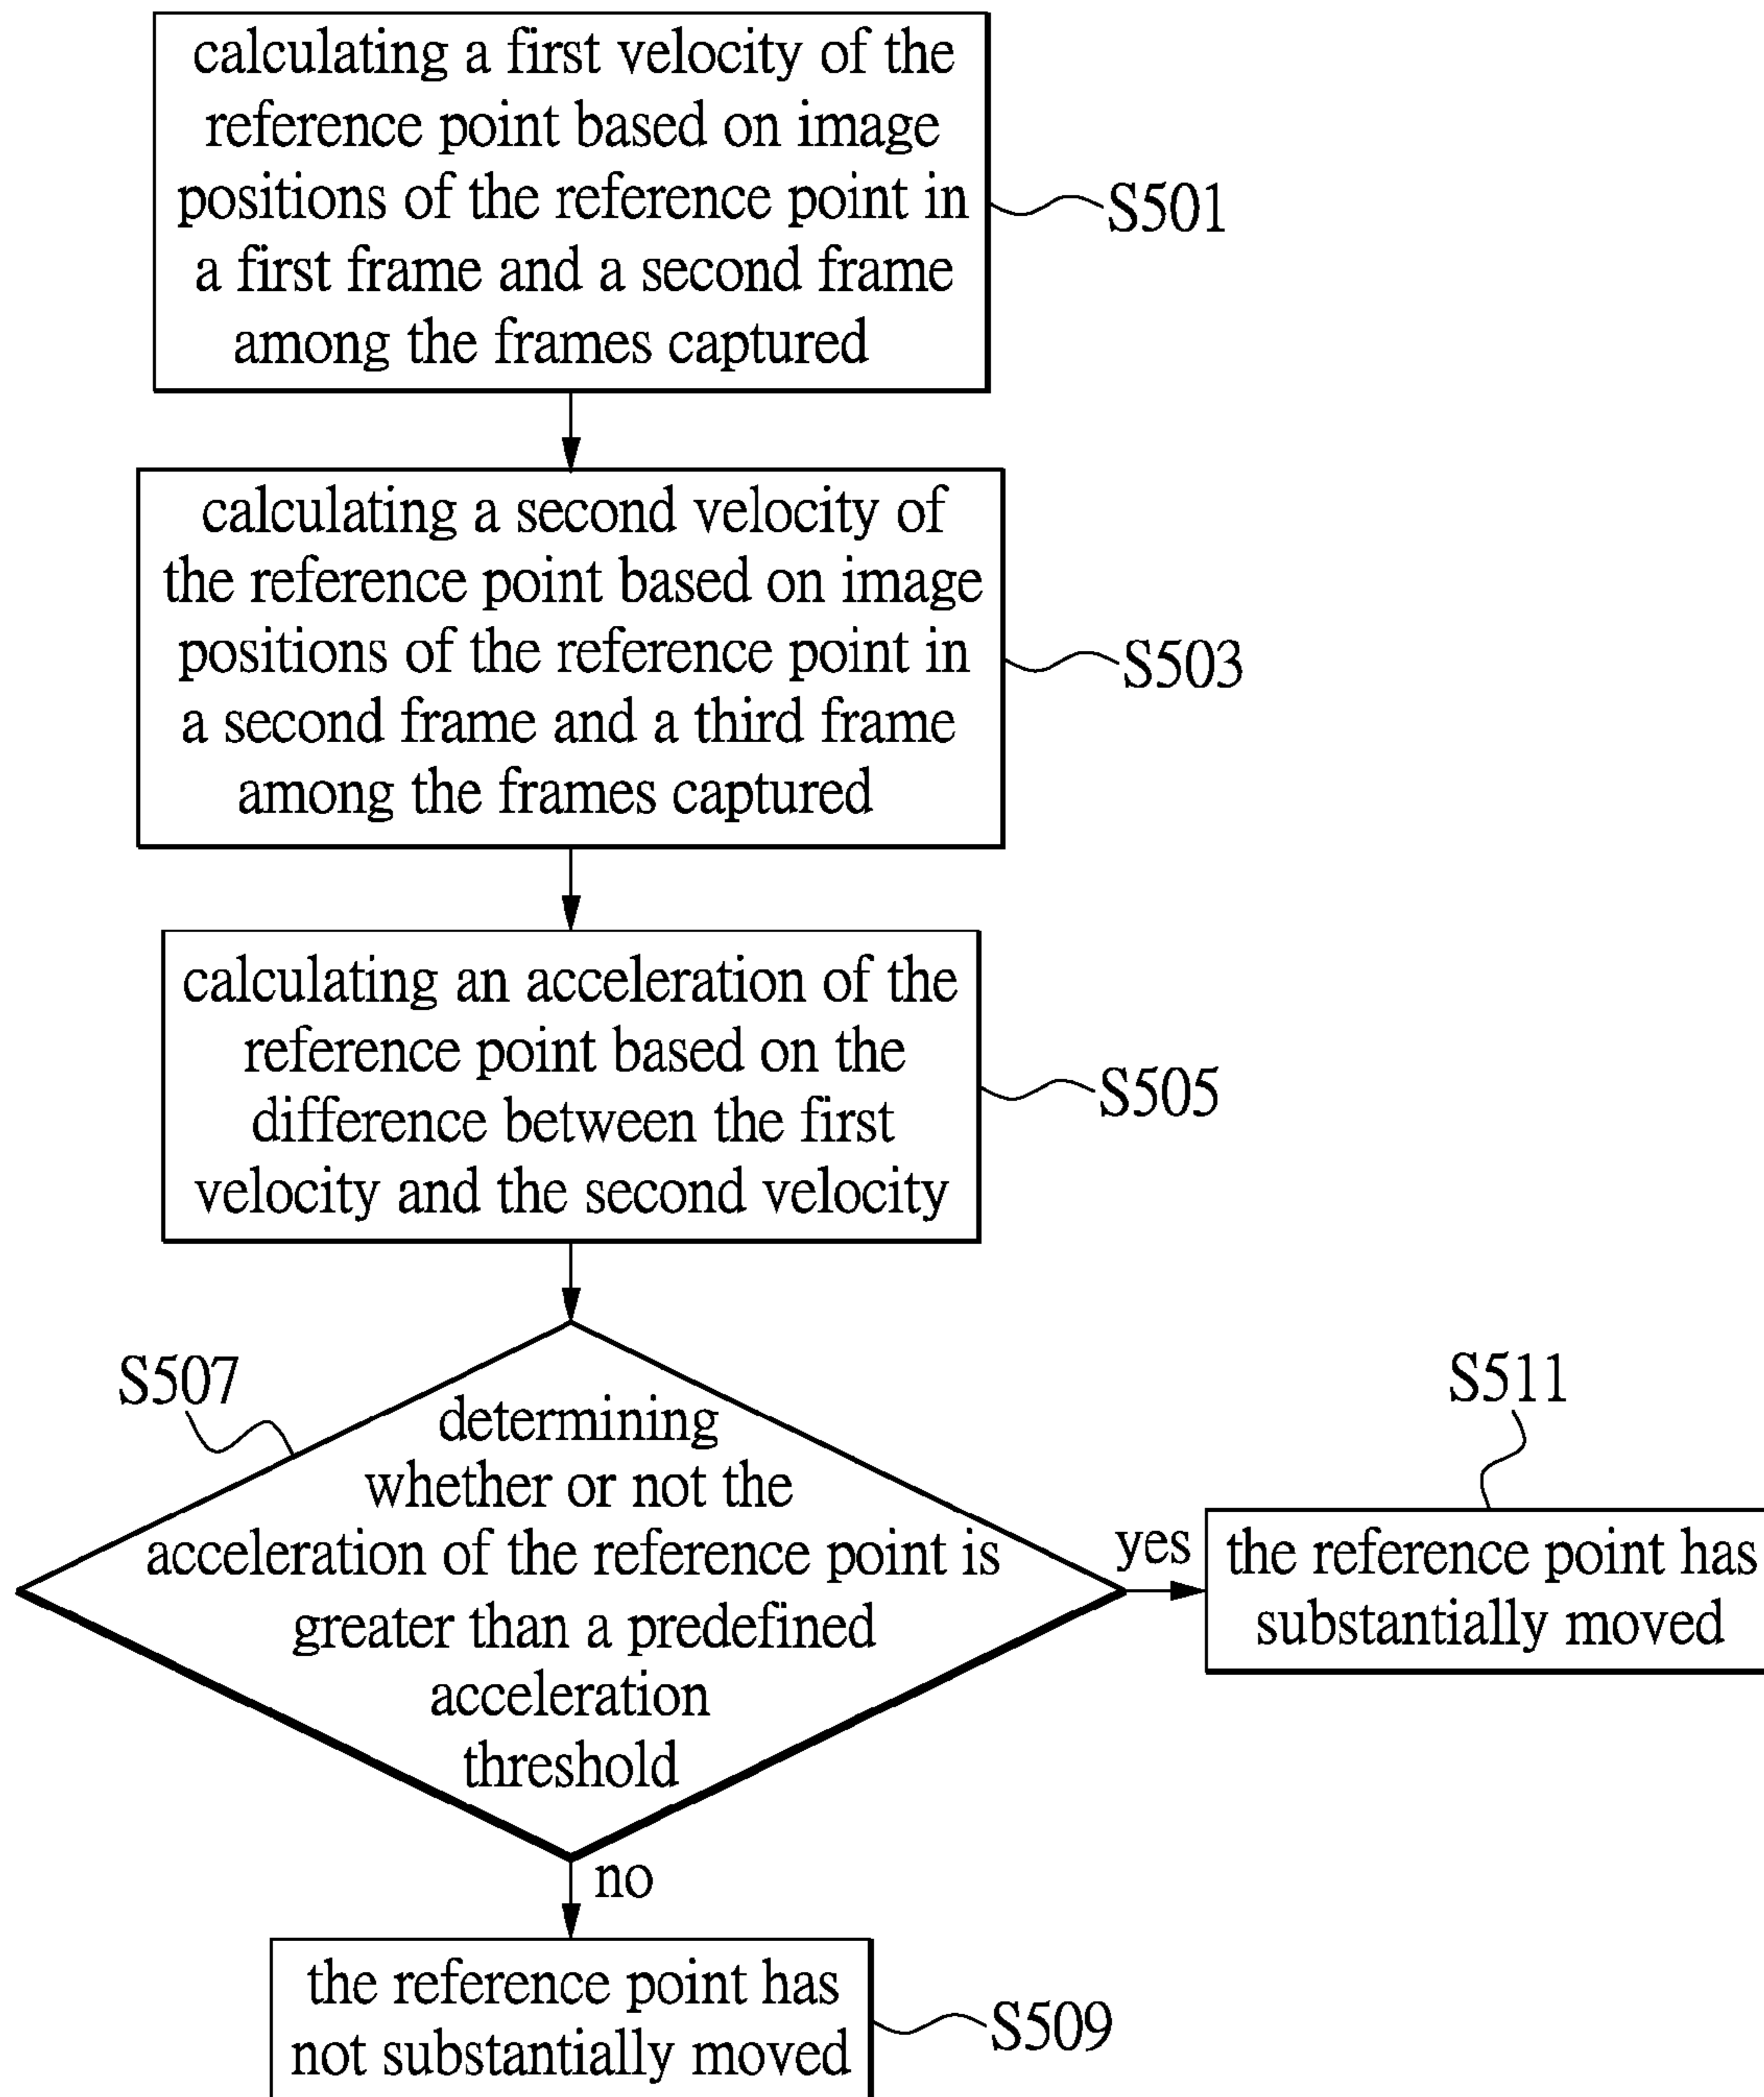 calculating a first velocity of the
reference point based on image
positions of the reference point in
a first frame and a second frame
among the frames captured
S501
calculating a second velocity of
the reference point based on image
positions of the reference point in
a second frame and a third frame
among the frames captured
S503
calculating an acceleration of the
reference point based on the
difference between the first
velocity and the second velocity
S505
S507
determining
whether or not the
acceleration of the reference point is
greater than a predefined
acceleration
threshold
yes
S511
the reference point has
substantially moved
no
the reference point has
not substantially moved
S509